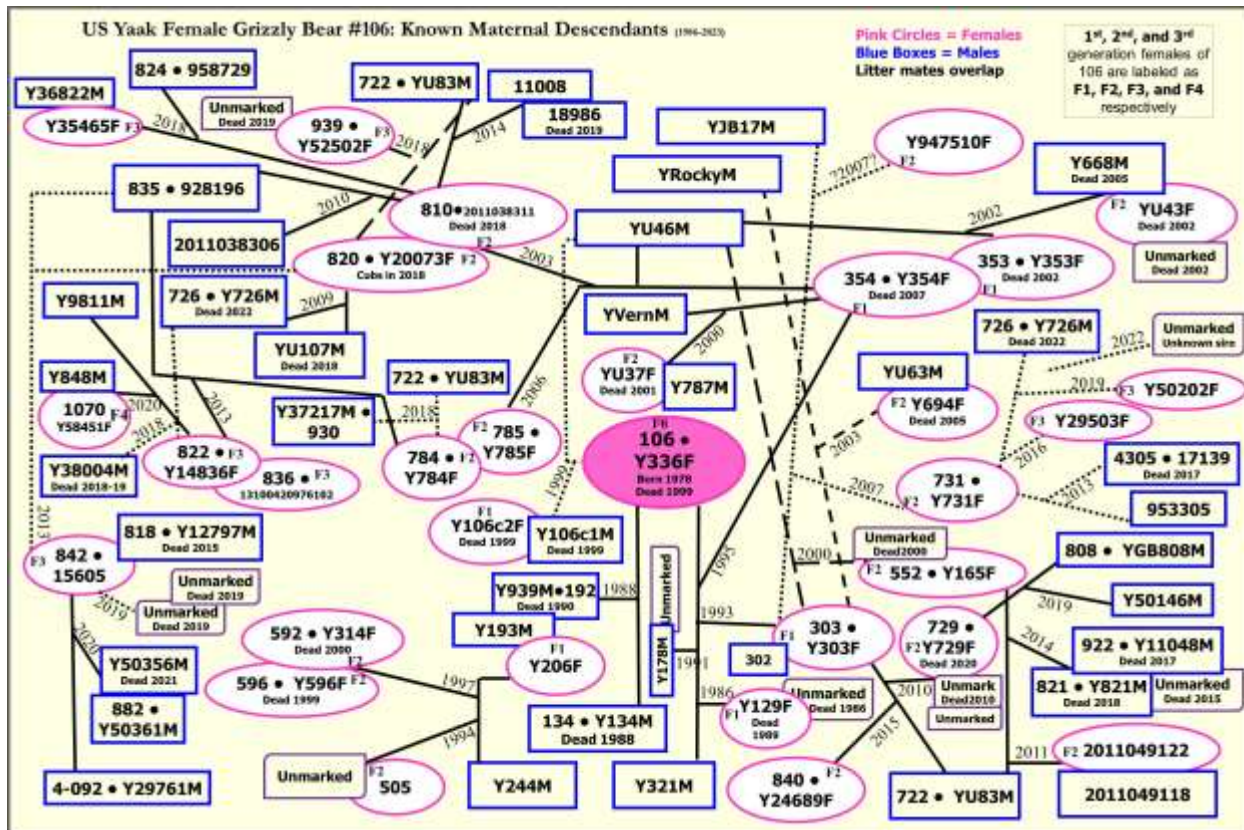 US Yaak Female Grizzly Bear #106: Known Maternal Descendants (1986-2023)
Pink Circles = Females
Blue Boxes = Males
Litter mates overlap
1st, 2nd, and 3rd
generation females of
106 are labeled as
F1, F2, F3, and F4
respectively
824 • 958729
Y36822M
Y35465F F3
2018
Unmarked
Dead 2019
939 •
Y52502F
F3
2018
722 • YU83M
11008
18986
Dead 2019
2014
YJB17M
YRockyM
Y947510F
F2
?2007?
Y668M
Dead 2005
F2
YU43F
Dead 2002
Unmarked
Dead 2002
2002
835 • 928196
2010
2011038306
810•2011038311
Dead 2018
F2
820 • Y20073F F2
Cubs in 2018
2003
YU46M
353 • Y353F
Dead 2002
F1
354 • Y354F
Dead 2007
F1
726 • Y726M
Dead 2022
2009
YU107M
Dead 2018
Y9811M
YVernM
2000
F2
YU37F
Dead 2001
Y787M
726 • Y726M
Dead 2022
2022
Unmarked
Unknown sire
2019
F3 Y50202F
YU63M
F2 Y694F
Dead 2005
2003
F3
Y29503F
2016
Y848M
1070
Y58451F
F4
2020
2018
2013
Y38004M
Dead 2018-19
822 • F3
Y14836F
836 • F3
13100420976102
Y37217M •
930
722 • YU83M
2018
2006
784 • F2
Y784F
F2 785 •
Y785F
1999
F1
Y106c2F
Dead 1999
Y106c1M
Dead 1999
106 •
Y336F
Born 1978
Dead 1999
2007
F2
731 •
Y731F
2013
4305 • 17139
Dead 2017
953305
2013
818 • Y12797M
Dead 2015
F3
842 •
15605
2019
Unmarked
Dead 2019
Unmarked
Dead 2019
2020
Y50356M
Dead 2021
882 •
Y50361M
4-092 • Y29761M
592 • Y314F
Dead 2000
F2
596 • Y596F
F2
Dead 1999
1997
1994
Unmarked
F2
505
Y244M
Y939M•192
Dead 1990
1988
Y193M
F1
Y206F
134 • Y134M
Dead 1988
Unmarked
Y178M
1991
1995
1993
1986
302
F1
303 •
Y303F
Y129F
F1
Dead
1989
Unmarked
Dead 1986
Y321M
2000
Unmarked
Dead2000
F2
552 • Y165F
729 •
F2 Y729F
Dead 2020
2010
Unmark
Dead2010
Unmarked
2015
840 • F2
Y24689F
722 • YU83M
808 • YGB808M
2019
Y50146M
2014
922 • Y11048M
Dead 2017
821 • Y821M
Dead 2018
Unmarked
Dead 2015
2011
F2 2011049122
2011049118